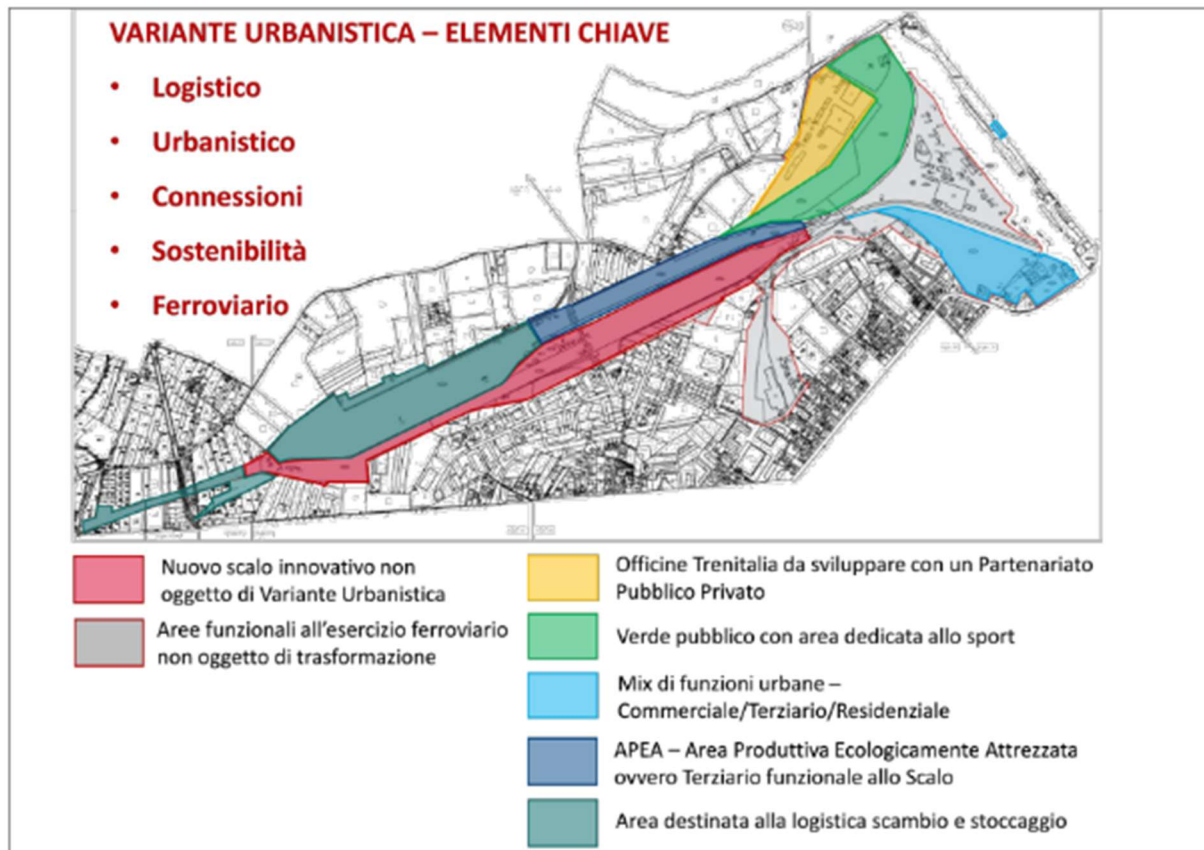 VARIANTE URBANISTICA – ELEMENTI CHIAVE
• Logistico
• Urbanistico
• Connessioni
• Sostenibilità
• Ferroviario
Nuovo scalo innovativo non
oggetto di Variante Urbanistica
Aree funzionali all'esercizio ferroviario
non oggetto di trasformazione
Officine Trenitalia da sviluppare con un Partenariato
Pubblico Privato
Verde pubblico con area dedicata allo sport
Mix di funzioni urbane –
Commerciale/Terziario/Residenziale
APEA – Area Produttiva Ecologicamente Attrezzata
ovvero Terziario funzionale allo Scalo
Area destinata alla logistica scambio e stoccaggio